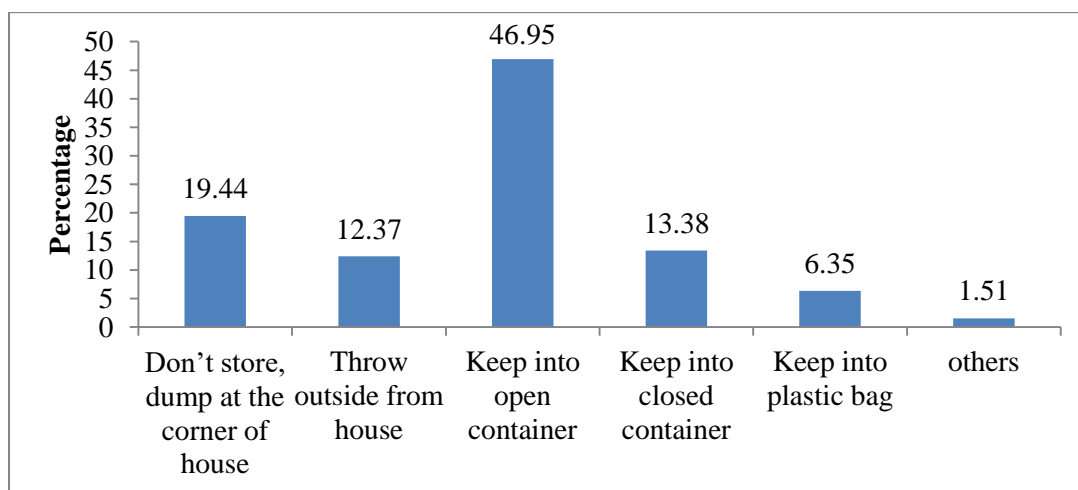 Percentage
50
45
40
35
30
25
20
15
10
5
0
19.44
12.37
46.95
13.38
6.35
1.51
Don’t store,
dump at the
corner of
house
Throw
outside from
house
Keep into
open
container
Keep into
closed
container
Keep into
plastic bag
others